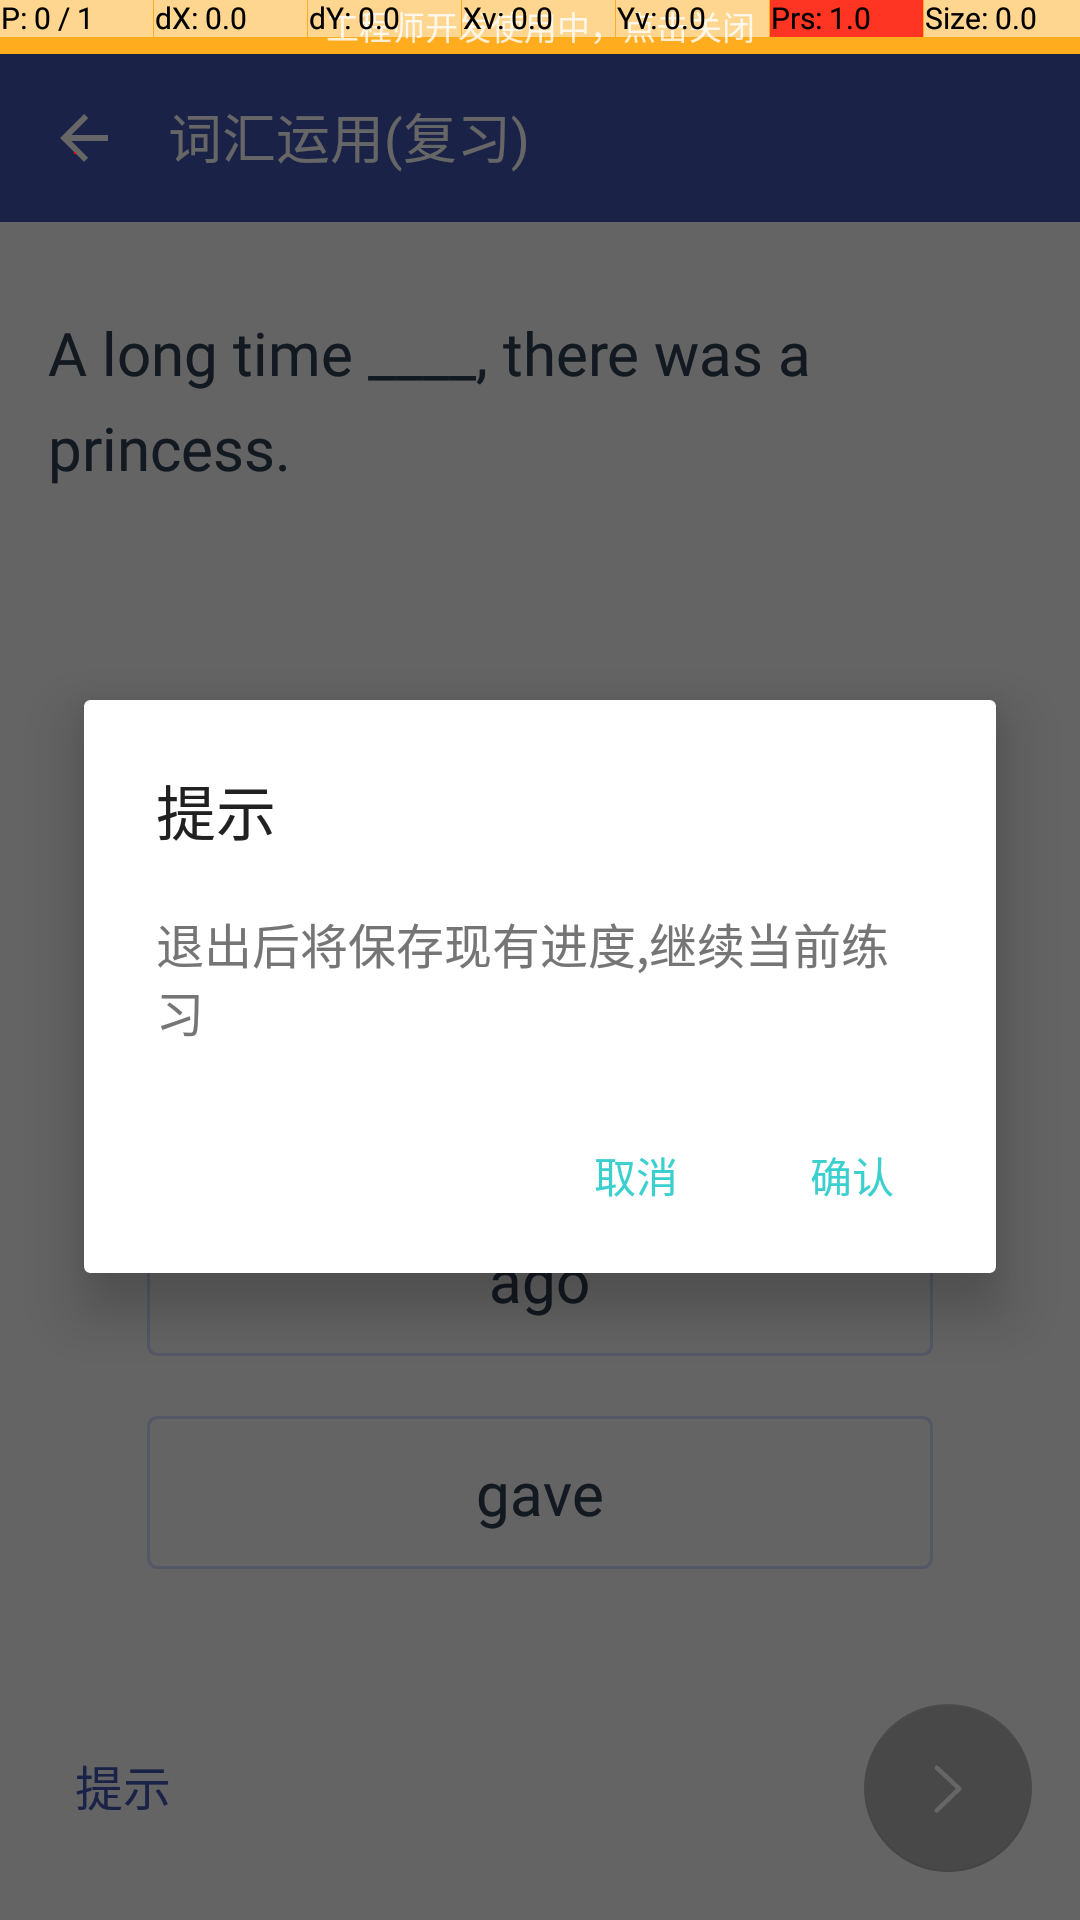 P: 0 / 1 dX: 0.0 dY: 0.0 Xv: 0.0 Yv: 0.0 Prs: 1.0 Size: 0.0
工程师开发使用中，点击关闭
词汇运用(复习)
A long time ____, there was a
princess.
提示
退出后将保存现有进度,继续当前练
习
取消 确认
ago
gave
提示